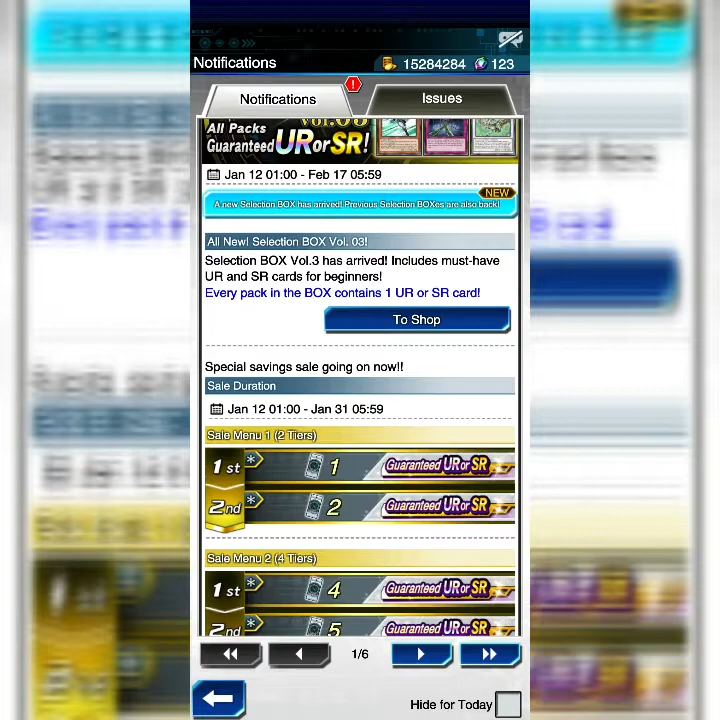 Notifications
15284284
123
Notifications
!
Issues
Vol.03
All Packs
Guaranteed UR or SR!
Jan 12 01:00 - Feb 17 05:59
NEW
A new Selection BOX has arrived! Previous Selection BOXes are also back!
All New! Selection BOX Vol. 03!
Selection BOX Vol.3 has arrived! Includes must-have
UR and SR cards for beginners!
Every pack in the BOX contains 1 UR or SR card!
To Shop
Special savings sale going on now!!
Sale Duration
Jan 12 01:00 - Jan 31 05:59
Sale Menu 1 (2 Tiers)
1st * 1 Guaranteed UR or SR
2nd * 2 Guaranteed UR or SR
Sale Menu 2 (4 Tiers)
1st * 4 Guaranteed UR or SR
2nd * 5 Guaranteed UR or SR
1/6
Hide for Today